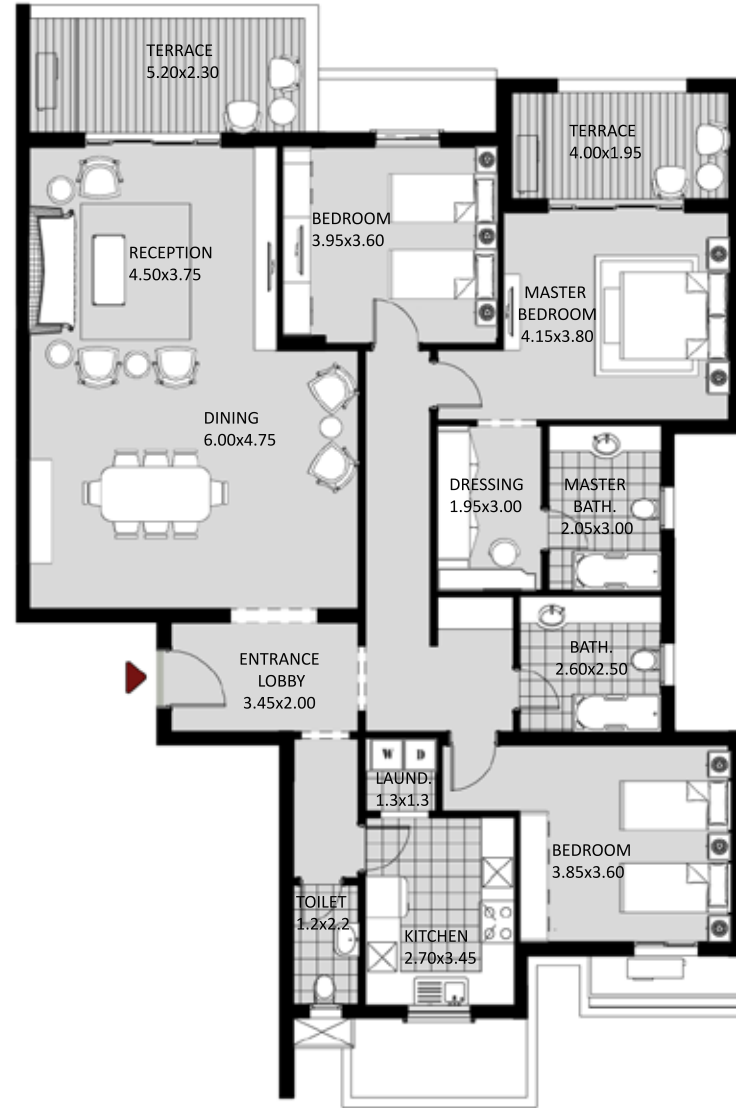 TERRACE
5.20x2.30
TERRACE
4.00x1.95
BEDROOM
3.95x3.60
RECEPTION
4.50x3.75
MASTER
BEDROOM
4.15x3.80
DINING
6.00x4.75
DRESSING
1.95x3.00
MASTER
BATH.
2.05x3.00
BATH.
2.60x2.50
ENTRANCE
LOBBY
3.45x2.00
W D
LAUND.
1.3x1.3
BEDROOM
3.85x3.60
TOILET
1.2x2.2
KITCHEN
2.70x3.45